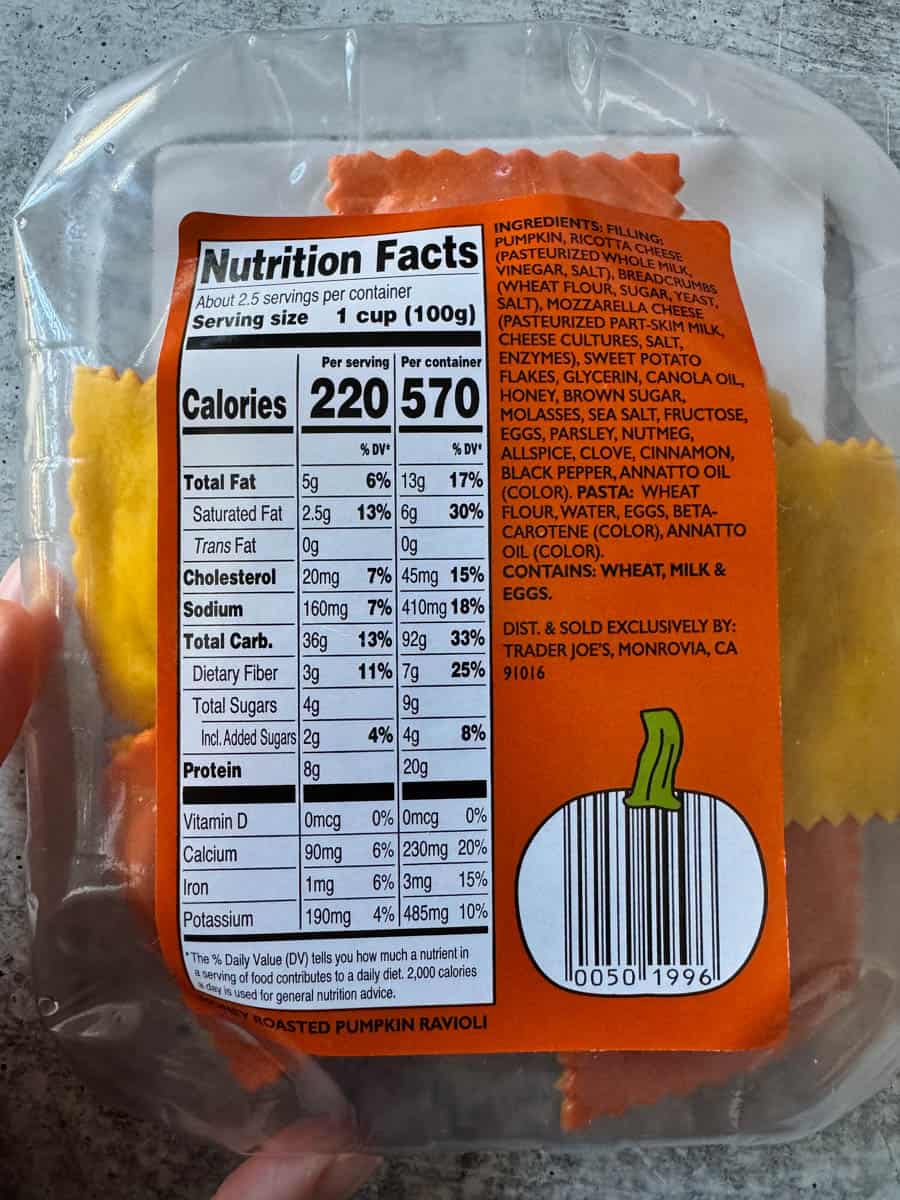 Nutrition Facts
About 2.5 servings per container
Serving size 1 cup (100g)
Per serving Per container
Calories 220 570
% DV* % DV*
Total Fat 5g 6% 13g 17%
Saturated Fat 2.5g 13% 6g 30%
Trans Fat 0g 0g
Cholesterol 20mg 7% 45mg 15%
Sodium 160mg 7% 410mg 18%
Total Carb. 36g 13% 92g 33%
Dietary Fiber 3g 11% 7g 25%
Total Sugars 4g 9g
Incl. Added Sugars 2g 4% 4g 8%
Protein 8g 20g
Vitamin D 0mcg 0% 0mcg 0%
Calcium 90mg 6% 230mg 20%
Iron 1mg 6% 3mg 15%
Potassium 190mg 4% 485mg 10%
*The % Daily Value (DV) tells you how much a nutrient in
a serving of food contributes to a daily diet. 2,000 calories
a day is used for general nutrition advice.
ROASTED PUMPKIN RAVIOLI
INGREDIENTS: FILLING:
PUMPKIN, RICOTTA CHEESE
(PASTEURIZED WHOLE MILK,
VINEGAR, SALT), BREADCRUMBS
(WHEAT FLOUR, SUGAR, YEAST,
SALT), MOZZARELLA CHEESE
(PASTEURIZED PART-SKIM MILK,
CHEESE CULTURES, SALT,
ENZYMES), SWEET POTATO
FLAKES, GLYCERIN, CANOLA OIL,
HONEY, BROWN SUGAR,
MOLASSES, SEA SALT, FRUCTOSE,
EGGS, PARSLEY, NUTMEG,
ALLSPICE, CLOVE, CINNAMON,
BLACK PEPPER, ANNATTO OIL
(COLOR). PASTA: WHEAT
FLOUR, WATER, EGGS, BETA-
CAROTENE (COLOR), ANNATTO
OIL (COLOR).
CONTAINS: WHEAT, MILK &
EGGS.
DIST. & SOLD EXCLUSIVELY BY:
TRADER JOE'S, MONROVIA, CA
91016
0050 1996